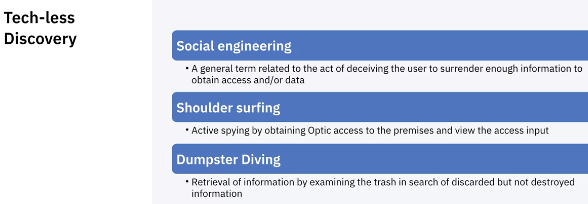 Tech-less
Discovery
Social engineering
• A general term related to the act of deceiving the user to surrender enough information to
obtain access and/or data
Shoulder surfing
• Active spying by obtaining Optic access to the premises and view the access input
Dumpster Diving
• Retrieval of information by examining the trash in search of discarded but not destroyed
information